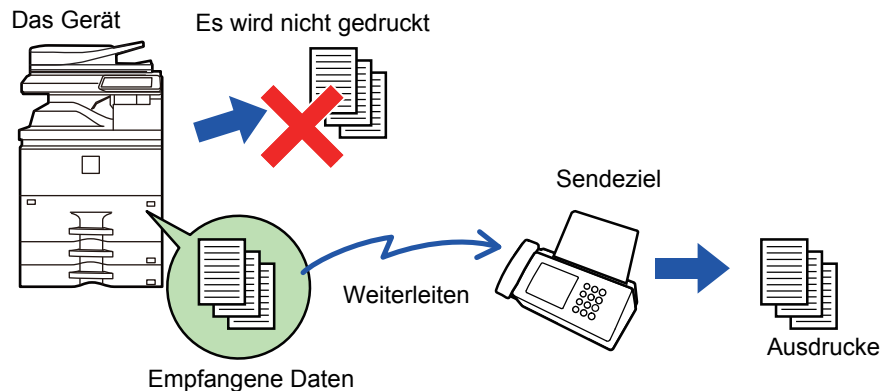 Das Gerät
Es wird nicht gedruckt
Sendeziel
Weiterleiten
Ausdrucke
Empfangene Daten